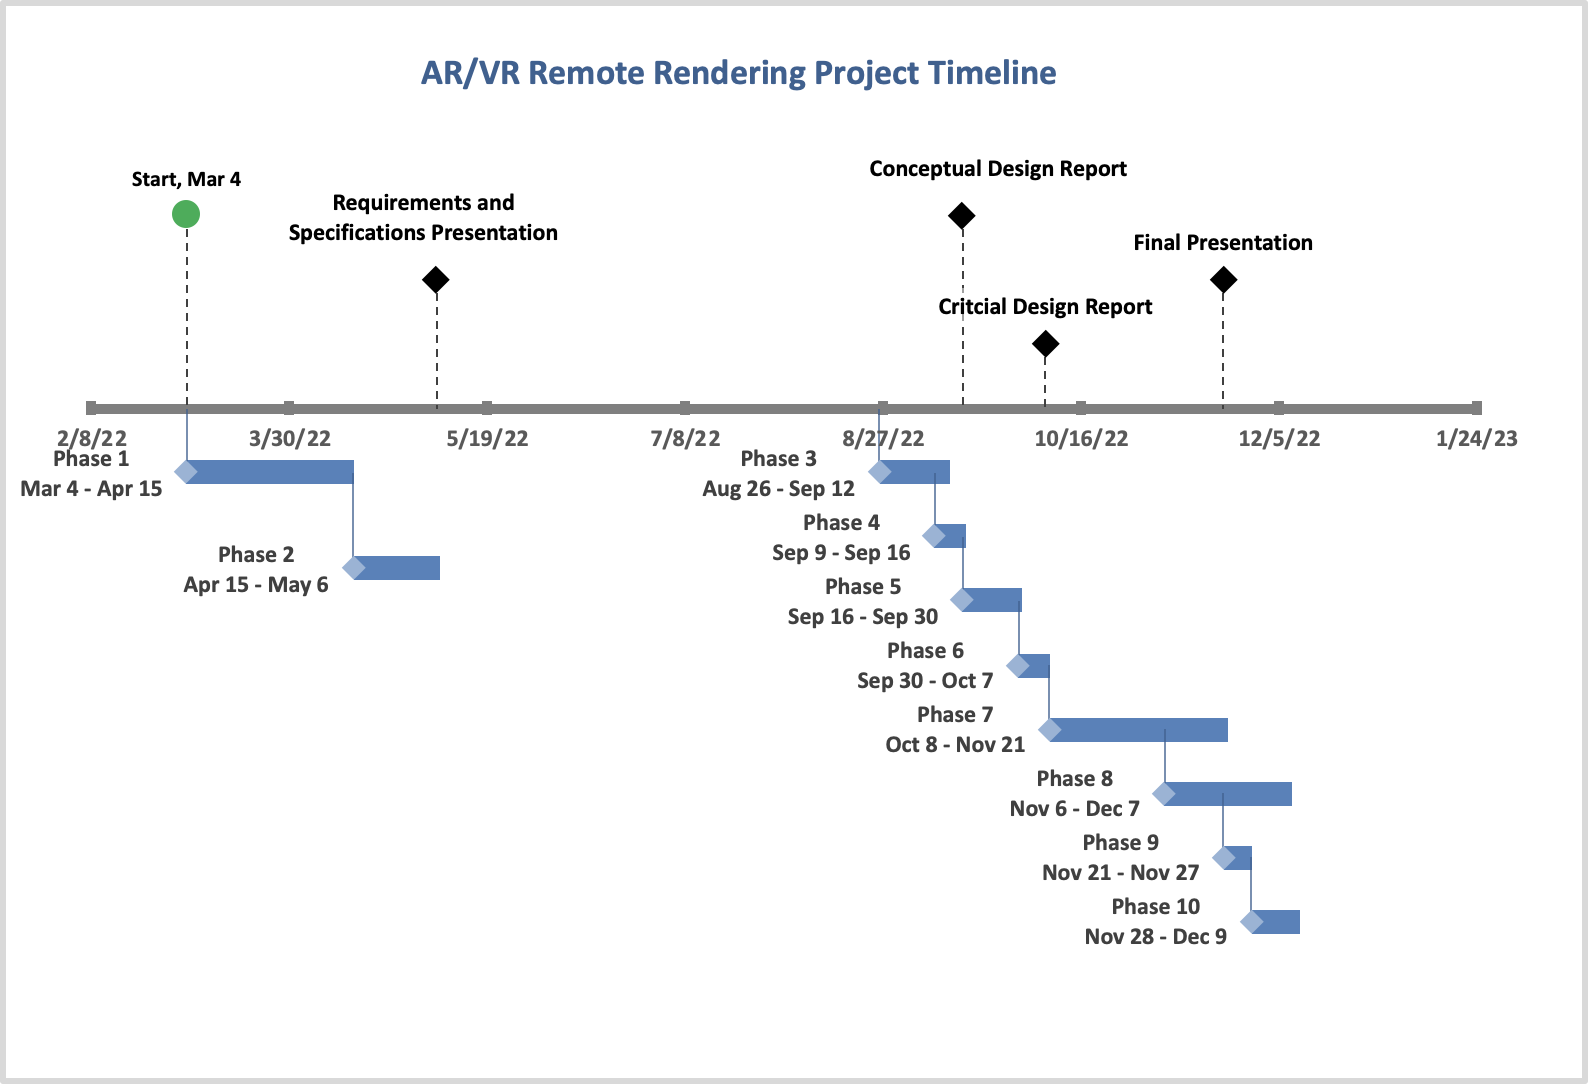 AR/VR Remote Rendering Project Timeline
Start, Mar 4
Requirements and
Specifications Presentation
Conceptual Design Report
Final Presentation
Critcial Design Report
2/8/22 3/30/22 5/19/22 7/8/22 8/27/22 10/16/22 12/5/22 1/24/23
Phase 1
Mar 4 - Apr 15
Phase 2
Apr 15 - May 6
Phase 3
Aug 26 - Sep 12
Phase 4
Sep 9 - Sep 16
Phase 5
Sep 16 - Sep 30
Phase 6
Sep 30 - Oct 7
Phase 7
Oct 8 - Nov 21
Phase 8
Nov 6 - Dec 7
Phase 9
Nov 21 - Nov 27
Phase 10
Nov 28 - Dec 9